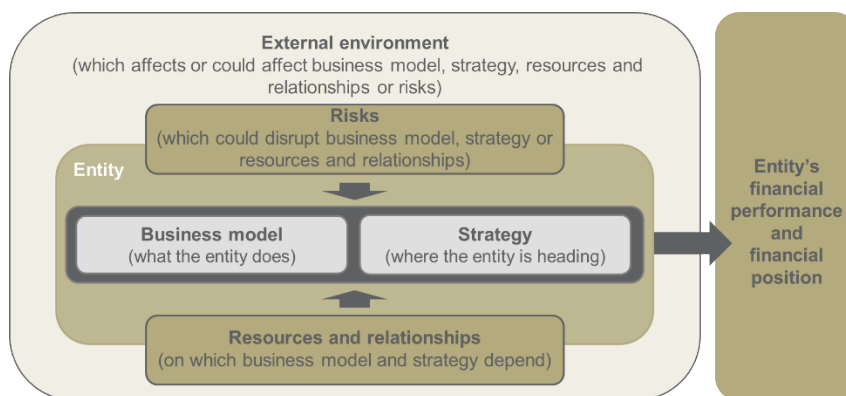 External environment
(which affects or could affect business model, strategy, resources and
relationships or risks)
Risks
(which could disrupt business model, strategy or
resources and relationships)
Entity
Business model
(what the entity does)
Strategy
(where the entity is heading)
Resources and relationships
(on which business model and strategy depend)
Entity's
financial
performance
and
financial
position